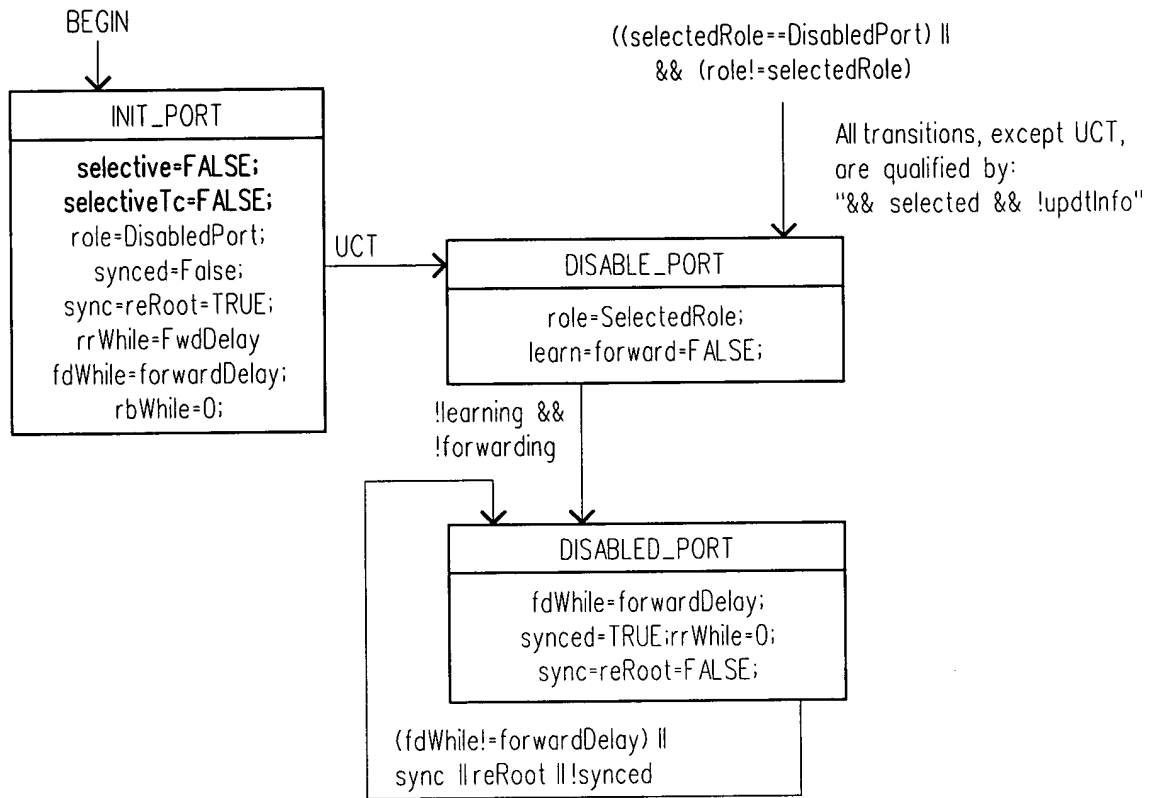 BEGIN
((selectedRole==DisabledPort) ||
&& (role!=selectedRole)
INIT_PORT
selective=FALSE;
selectiveTc=FALSE;
role=DisabledPort;
synced=False;
sync=reRoot=TRUE;
rrWhile=FwdDelay
fdWhile=forwardDelay;
rbWhile=0;
All transitions, except UCT,
are qualified by:
"&& selected && !updtInfo"
UCT
DISABLE_PORT
role=SelectedRole;
learn=forward=FALSE;
!learning &&
!forwarding
DISABLED_PORT
fdWhile=forwardDelay;
synced=TRUE;rrWhile=0;
sync=reRoot=FALSE;
(fdWhile!=forwardDelay) ||
sync ||reRoot || !synced